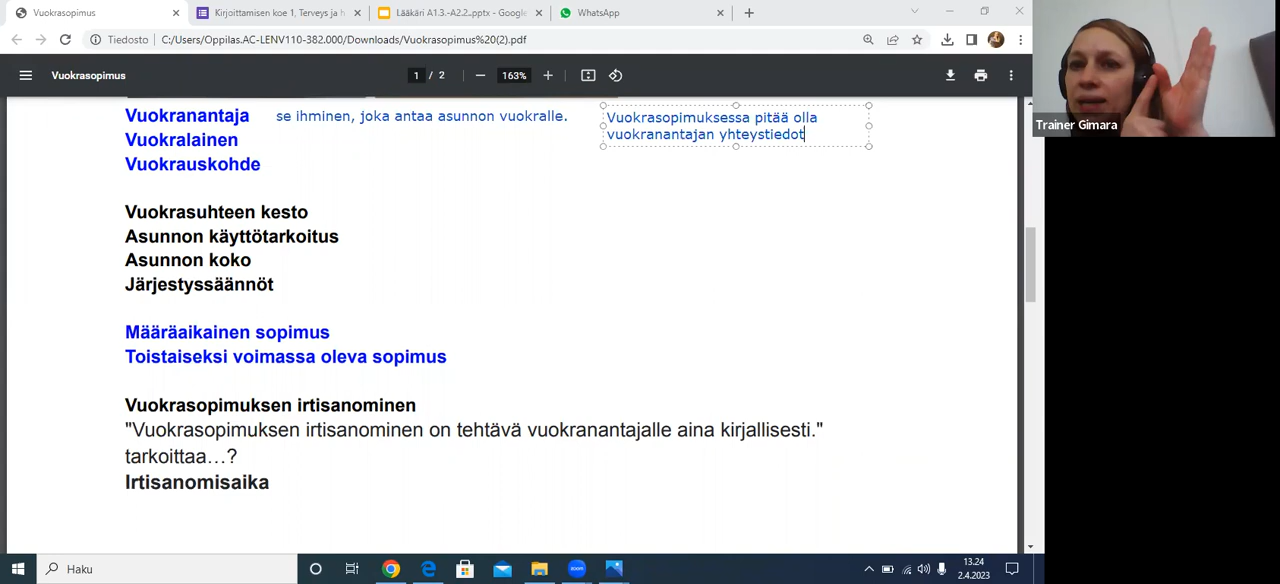 Vuokrasopimus
Kirjoittamisen koe 1, Terveys ja h
Lääkäri A1.3.-A2.2..pptx - Google
WhatsApp
Tiedosto
C:/Users/Oppilas.AC-LENV110-382.000/Downloads/Vuokrasopimus%20(2).pdf
Vuokrasopimus
1 / 2
163%
Trainer Gimara
Vuokranantaja
se ihminen, joka antaa asunnon vuokralle.
Vuokrasopimuksessa pitää olla
vuokranantajan yhteystiedot
Vuokralainen
Vuokrauskohde
Vuokrasuhteen kesto
Asunnon käyttötarkoitus
Asunnon koko
Järjestyssäännöt
Määräaikainen sopimus
Toistaiseksi voimassa oleva sopimus
Vuokrasopimuksen irtisanominen
"Vuokrasopimuksen irtisanominen on tehtävä vuokranantajalle aina kirjallisesti."
tarkoittaa…?
Irtisanomisaika
Haku
13.24
2.4.2023